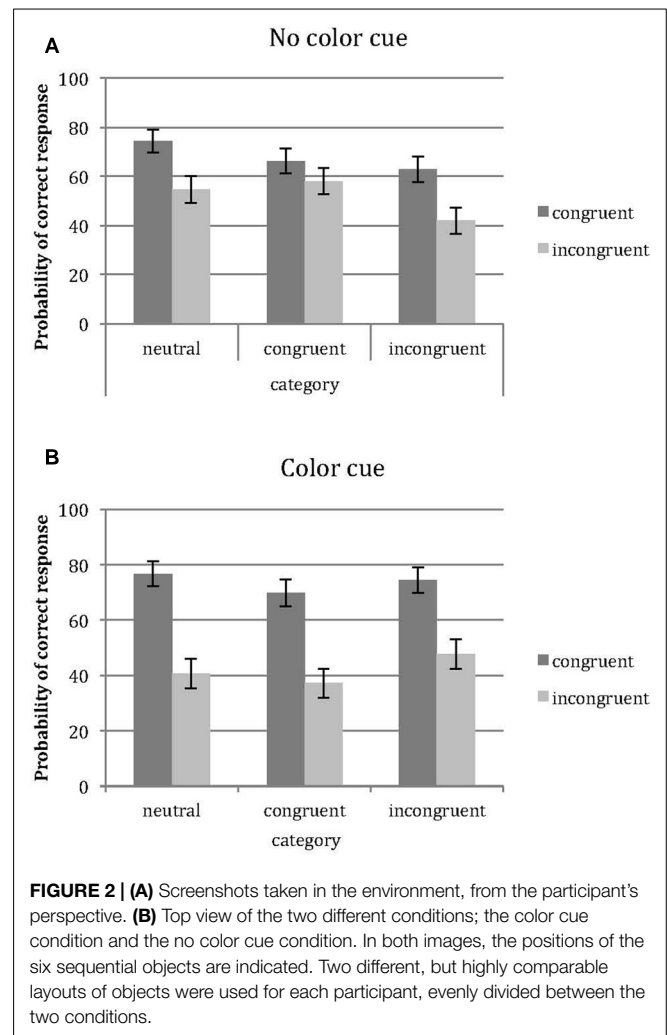 A
No color cue
Probability of correct response
100
80
60
40
20
0
neutral
congruent
incongruent
category
congruent
incongruent
B
Color cue
Probability of correct response
100
80
60
40
20
0
neutral
congruent
incongruent
category
congruent
incongruent
FIGURE 2 | (A) Screenshots taken in the environment, from the participant's
perspective. (B) Top view of the two different conditions; the color cue
condition and the no color cue condition. In both images, the positions of the
six sequential objects are indicated. Two different, but highly comparable
layouts of objects were used for each participant, evenly divided between the
two conditions.